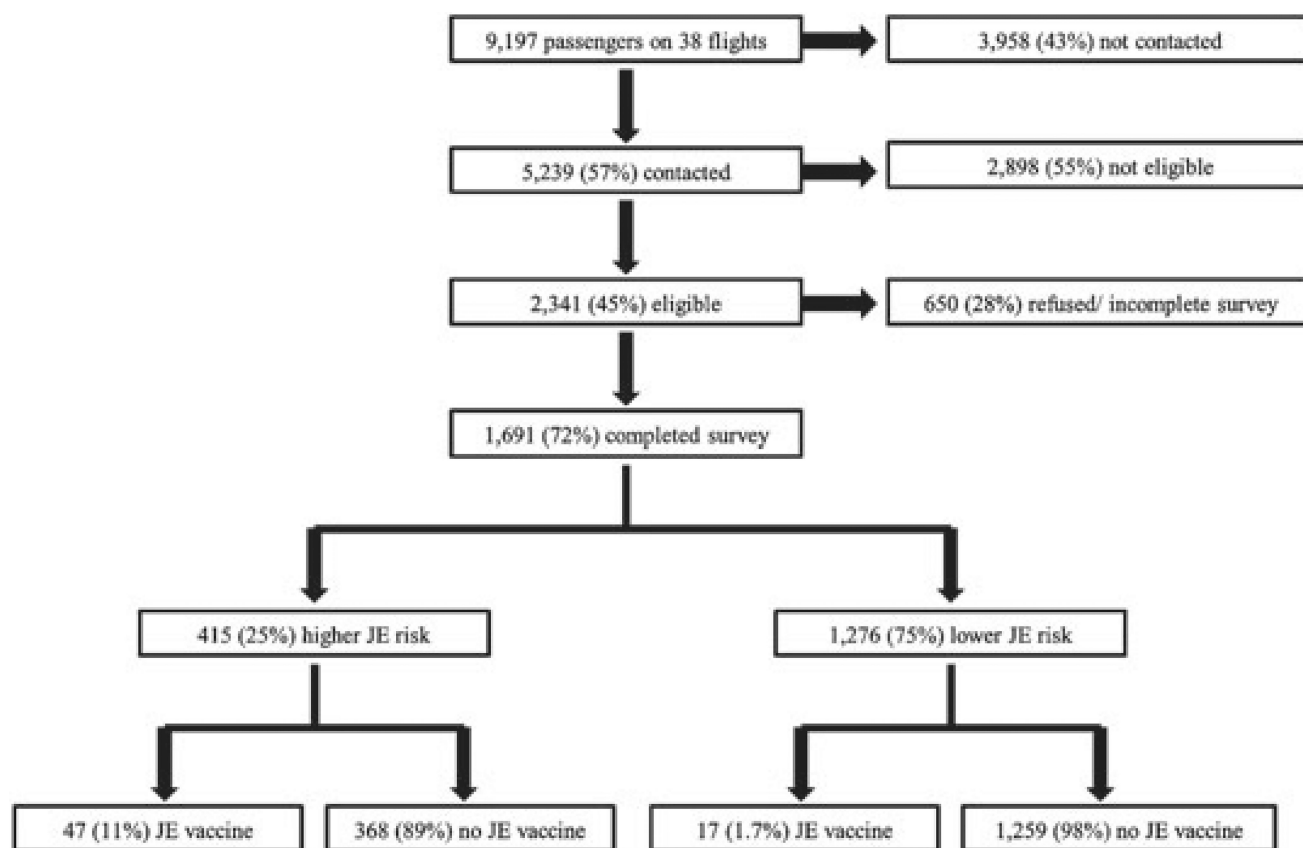 9,197 passengers on 38 flights
3,958 (43%) not contacted
5,239 (57%) contacted
2,898 (55%) not eligible
2,341 (45%) eligible
650 (28%) refused/ incomplete survey
1,691 (72%) completed survey
415 (25%) higher JE risk
1,276 (75%) lower JE risk
47 (11%) JE vaccine
368 (89%) no JE vaccine
17 (1.7%) JE vaccine
1,259 (98%) no JE vaccine